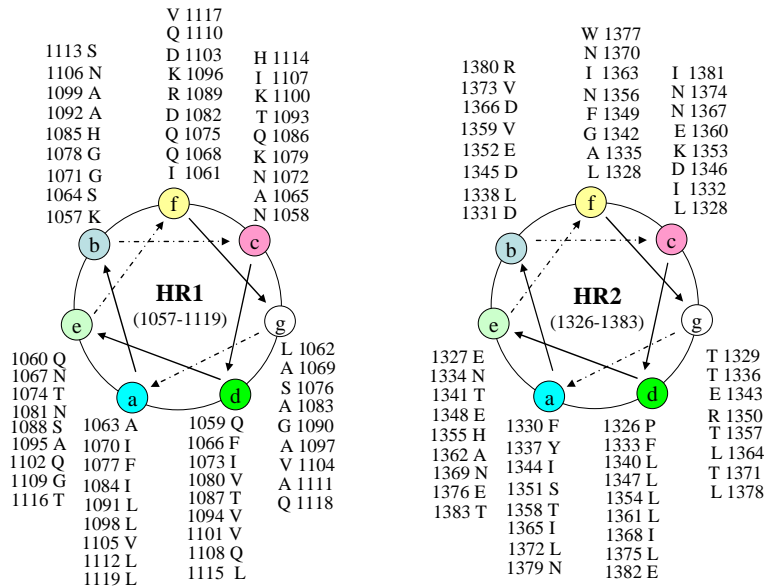 1113 S
1106 N
1099 A
1092 A
1085 H
1078 G
1071 G
1064 S
1057 K
V 1117
Q 1110
D 1103
K 1096
R 1089
D 1082
Q 1075
Q 1068
I 1061
H 1114
I 1107
K 1100
T 1093
Q 1086
K 1079
N 1072
A 1065
N 1058
f
b
c
HR1
(1057-1119)
e
g
a
d
1060 Q
1067 N
1074 T
1081 N
1088 S
1095 A
1102 Q
1109 G
1116 T
1063 A
1070 I
1077 F
1084 I
1091 L
1098 L
1105 V
1112 L
1119 L
1059 Q
1066 F
1073 I
1080 V
1087 T
1094 V
1101 V
1108 Q
1115 L
L 1062
A 1069
S 1076
A 1083
G 1090
A 1097
V 1104
A 1111
Q 1118
1380 R
1373 V
1366 D
1359 V
1352 E
1345 D
1338 L
1331 D
W 1377
N 1370
I 1363
N 1356
F 1349
G 1342
A 1335
L 1328
I 1381
N 1374
N 1367
E 1360
K 1353
D 1346
I 1332
L 1328
f
b
c
HR2
(1326-1383)
e
g
a
d
1327 E
1334 N
1341 T
1348 E
1355 H
1362 A
1369 N
1376 E
1383 T
1330 F
1337 Y
1344 I
1351 S
1358 T
1365 I
1372 L
1379 N
1326 P
1333 F
1340 L
1347 L
1354 L
1361 L
1368 I
1375 L
1382 E
T 1329
T 1336
E 1343
R 1350
T 1357
L 1364
T 1371
L 1378